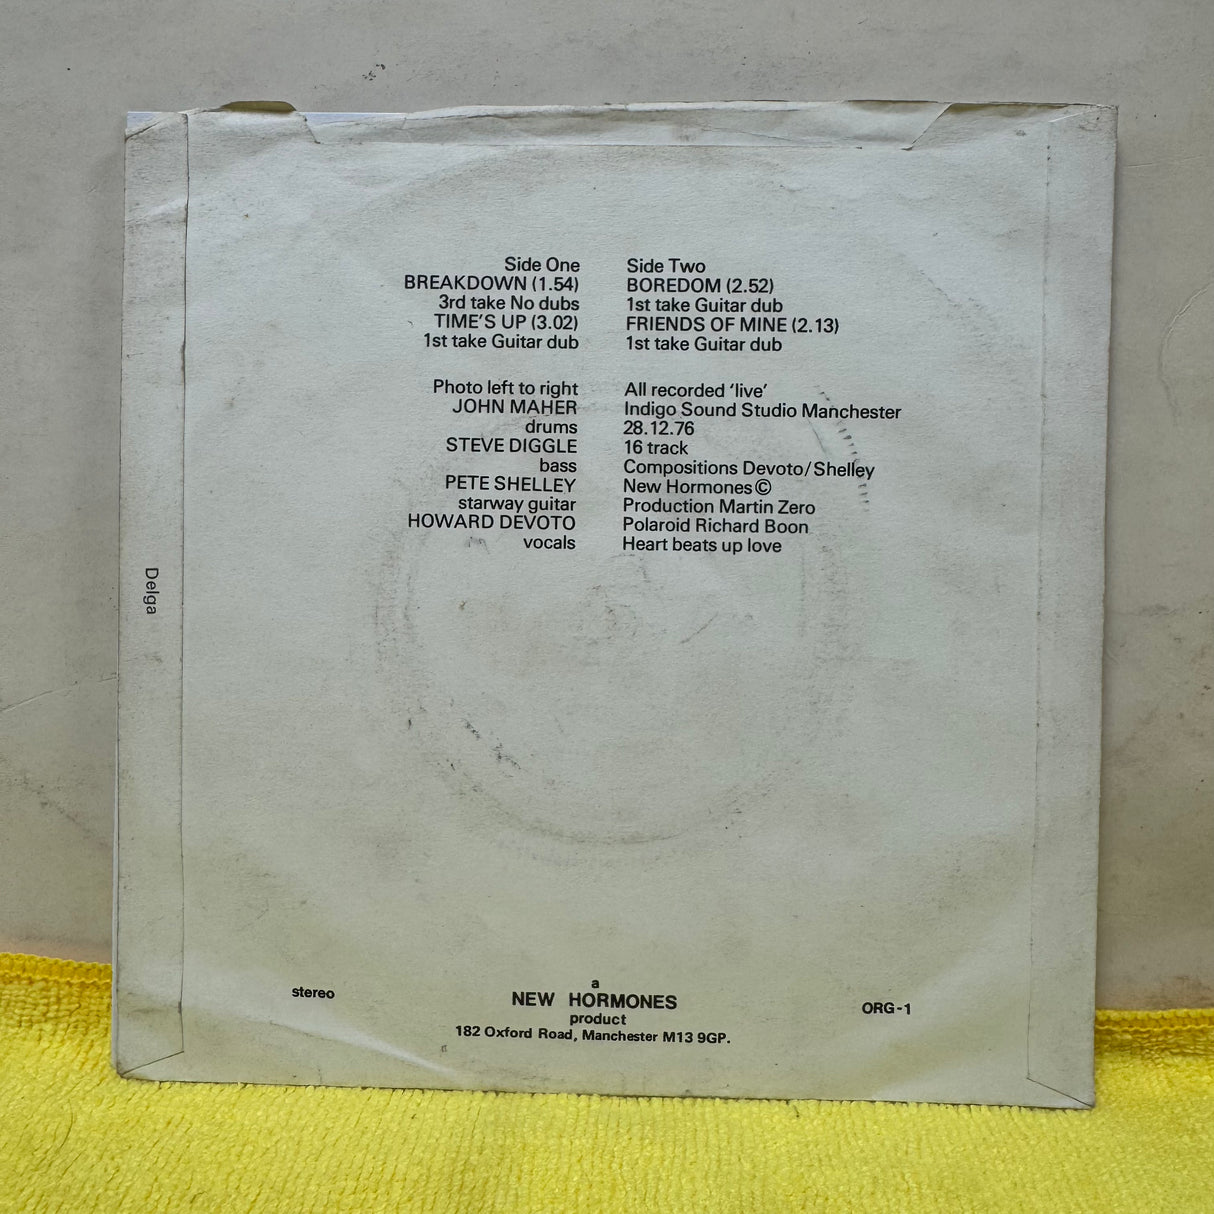 Side One
BREAKDOWN (1.54)
3rd take No dubs
TIME'S UP (3.02)
1st take Guitar dub
Side Two
BOREDOM (2.52)
1st take Guitar dub
FRIENDS OF MINE (2.13)
1st take Guitar dub
Photo left to right
JOHN MAHER
drums
STEVE DIGGLE
bass
PETE SHELLEY
starway guitar
HOWARD DEVOTO
vocals
All recorded 'live'
Indigo Sound Studio Manchester
28.12.76
16 track
Compositions Devoto/Shelley
New Hormones©
Production Martin Zero
Polaroid Richard Boon
Heart beats up love
Delga
stereo
a
NEW HORMONES
product
182 Oxford Road, Manchester M13 9GP.
ORG-1